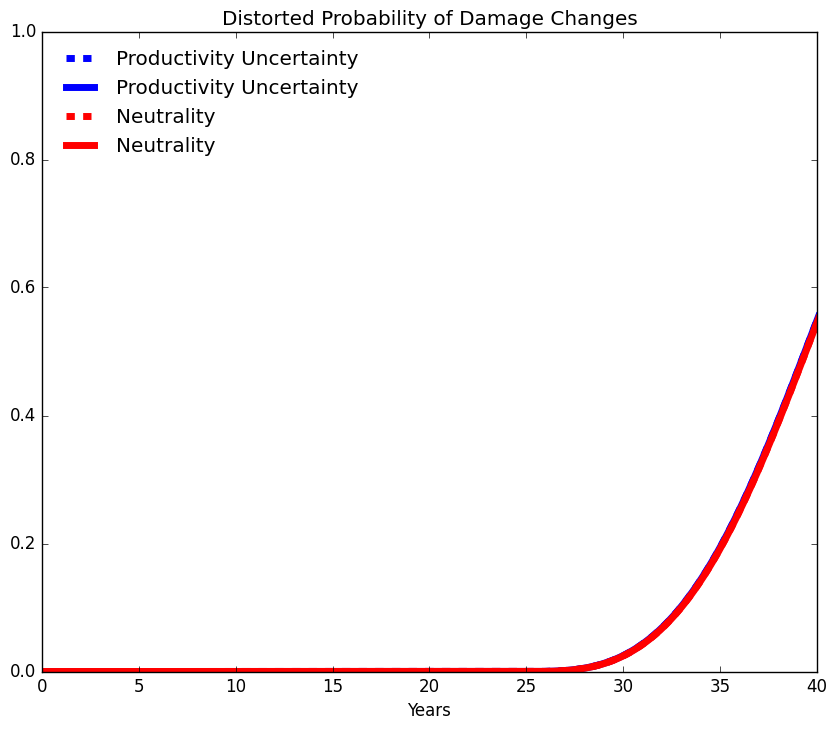 Distorted Probability of Damage Changes
1.0
Productivity Uncertainty
Productivity Uncertainty
Neutrality
Neutrality
0.8
0.6
0.4
0.2
0.0
0 5 10 15 20 25 30 35 40
Years